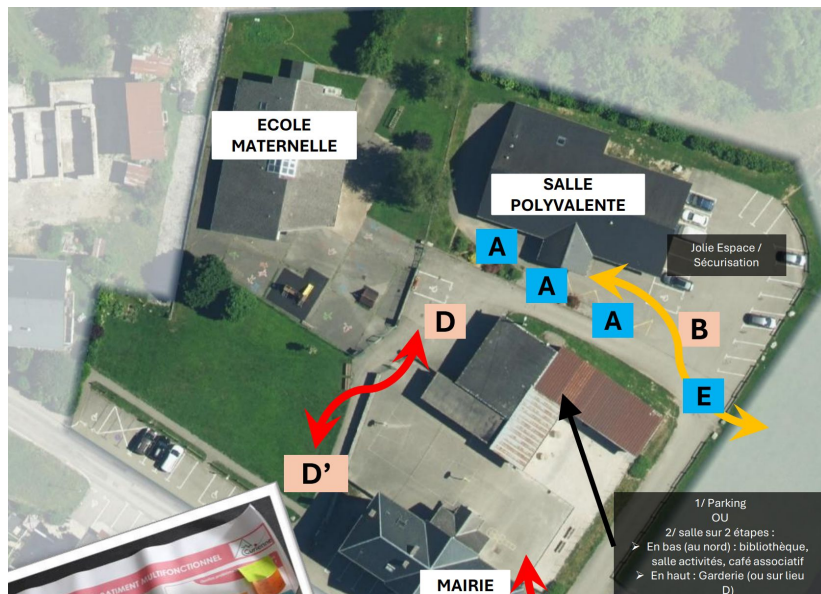 ECOLE
MATERNELLE
SALLE
POLYVALENTE
A
Jolie Espace /
Sécurisation
A
A
D
B
E
D'
1/ Parking
OU
2/ salle sur 2 étapes :
➤ En bas (au nord) : bibliothèque,
salle activités, café associatif
➤ En haut : Garderie (ou sur lieu
D)
BATIMENT MULTIFONCTIONNEL
MAIRIE